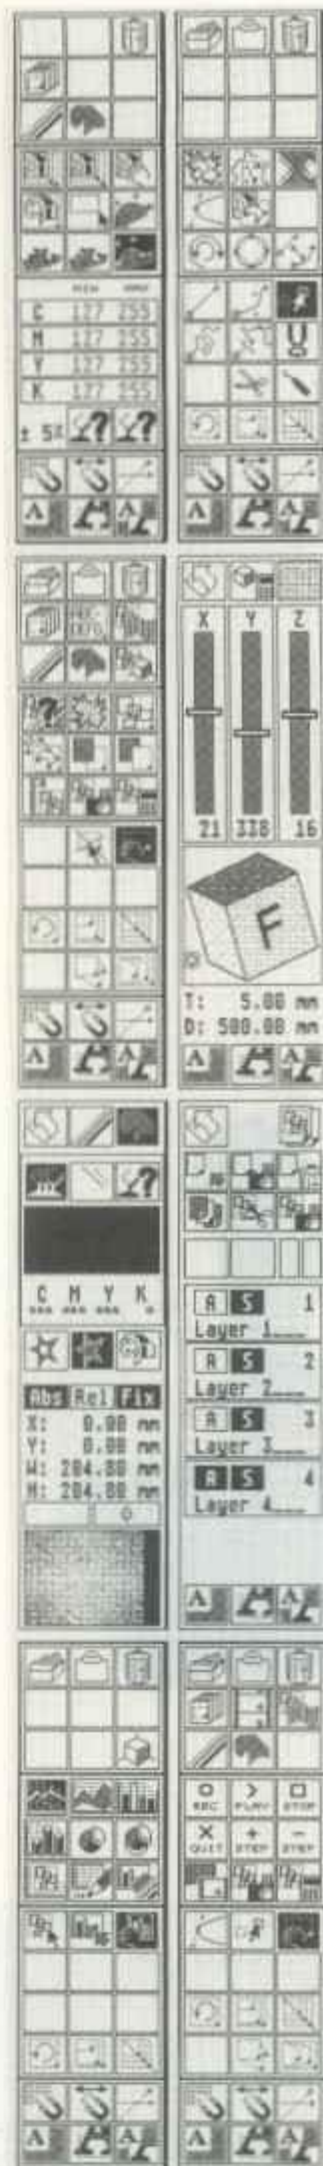 MIN MAX
C 127 255
M 127 255
Y 127 255
K 127 255
± 5%
A
A
X Y Z
21 338 16
F
T: 5.00 mm
D: 500.00 mm
A
C M Y K
Abs Rel Fix
X: 0.00 mm
Y: 0.00 mm
W: 204.80 mm
H: 204.80 mm
0
R S 1
Layer 1
R S 2
Layer 2
A S 3
Layer 3
R S 4
Layer 4
A
REC PLAY STOP
QUIT STEP STEP
A
A